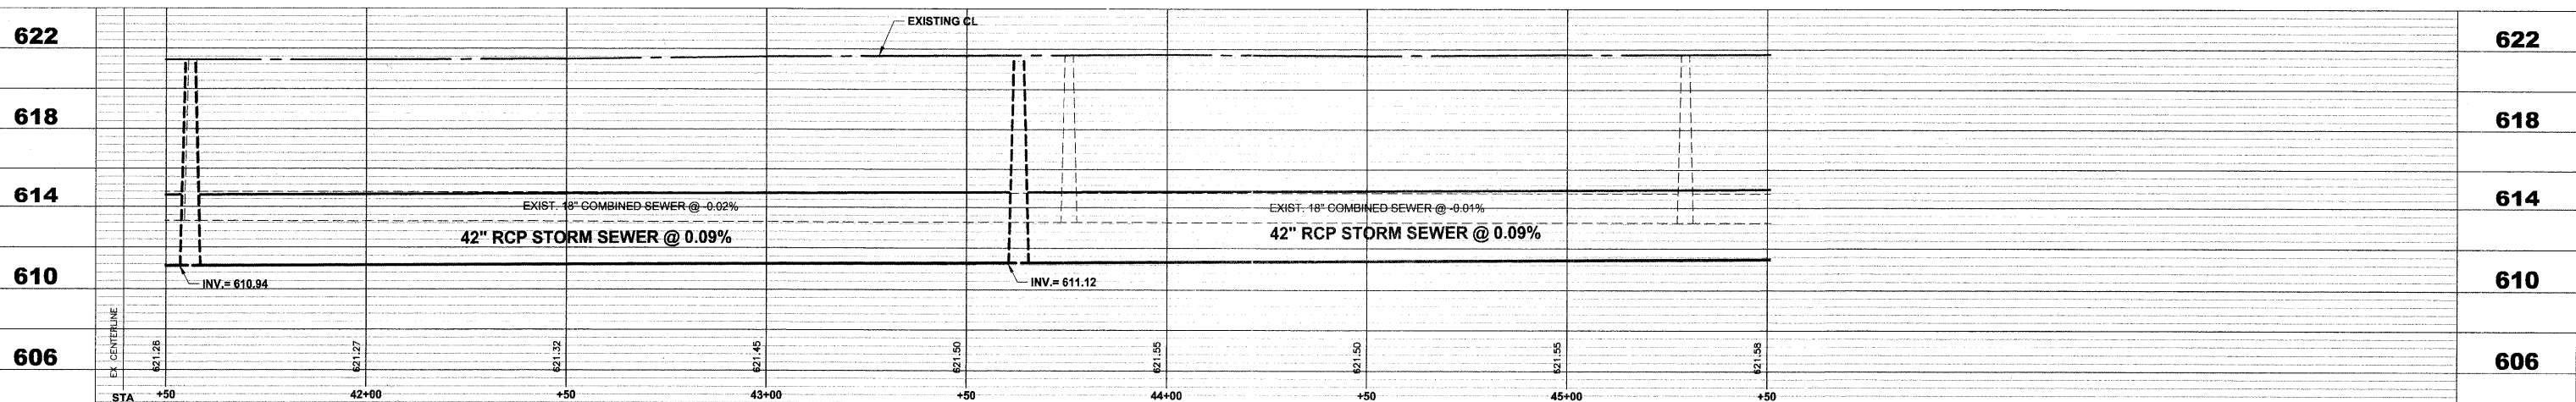 EXISTING CL
622
622
618
618
614
614
EXIST. 18" COMBINED SEWER @ -0.02%
EXIST. 18" COMBINED SEWER @ -0.01%
42" RCP STORM SEWER @ 0.09%
42" RCP STORM SEWER @ 0.09%
610
610
INV.= 610.94
INV.= 611.12
606
606
EX CENTERLINE
621.26
621.27
621.32
621.45
621.50
621.55
621.50
621.55
621.58
STA +50 42+00 +50 43+00 +50 44+00 +50 45+00 +50